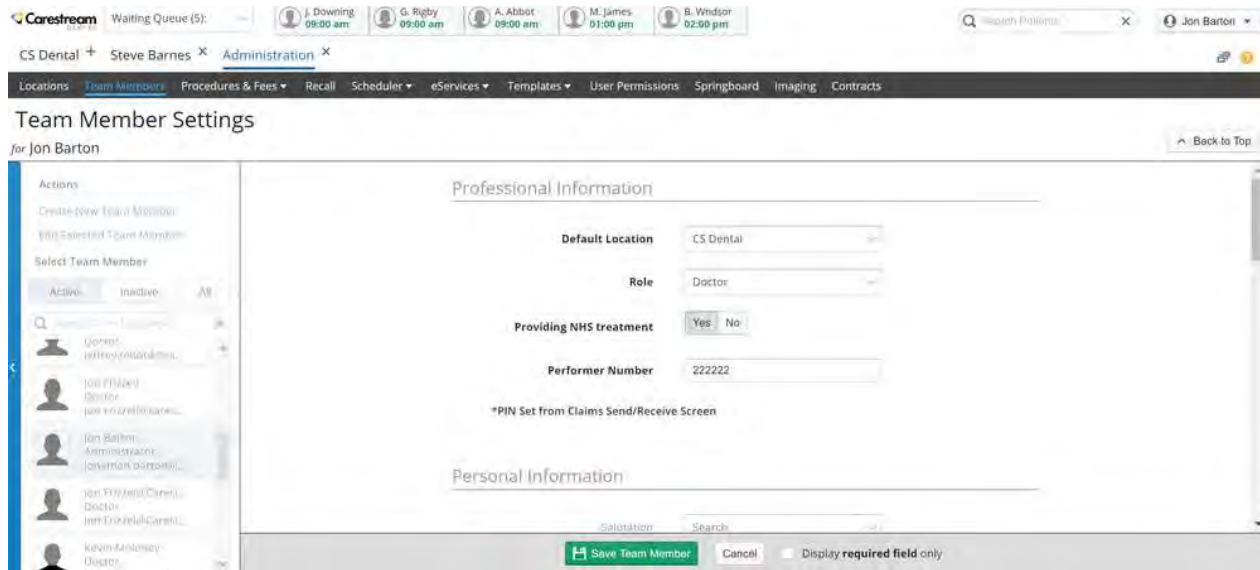 Carestream Waiting Queue (5): J. Downing 09:00 am G. Rigby 09:00 am A. Abbot 09:00 am M. James 01:00 pm B. Windsor 02:00 pm Search Patients Jon Barton
CS Dental + Steve Barnes X Administration X
Locations Team Members Procedures & Fees Recall Scheduler eServices Templates User Permissions Springboard Imaging Contracts
Team Member Settings
for Jon Barton
Back to Top
Actions
Create New Team Member
Edit Selected Team Member
Select Team Member
Active Inactive All
Doctor
Doctor
Jon Barton
Administrator
Doctor
Kevin Moloney
Doctor
Professional Information
Default Location CS Dental
Role Doctor
Providing NHS treatment Yes No
Performer Number 222222
*PIN Set from Claims Send/Receive Screen
Personal Information
Salutation Search
Save Team Member Cancel Display required field only